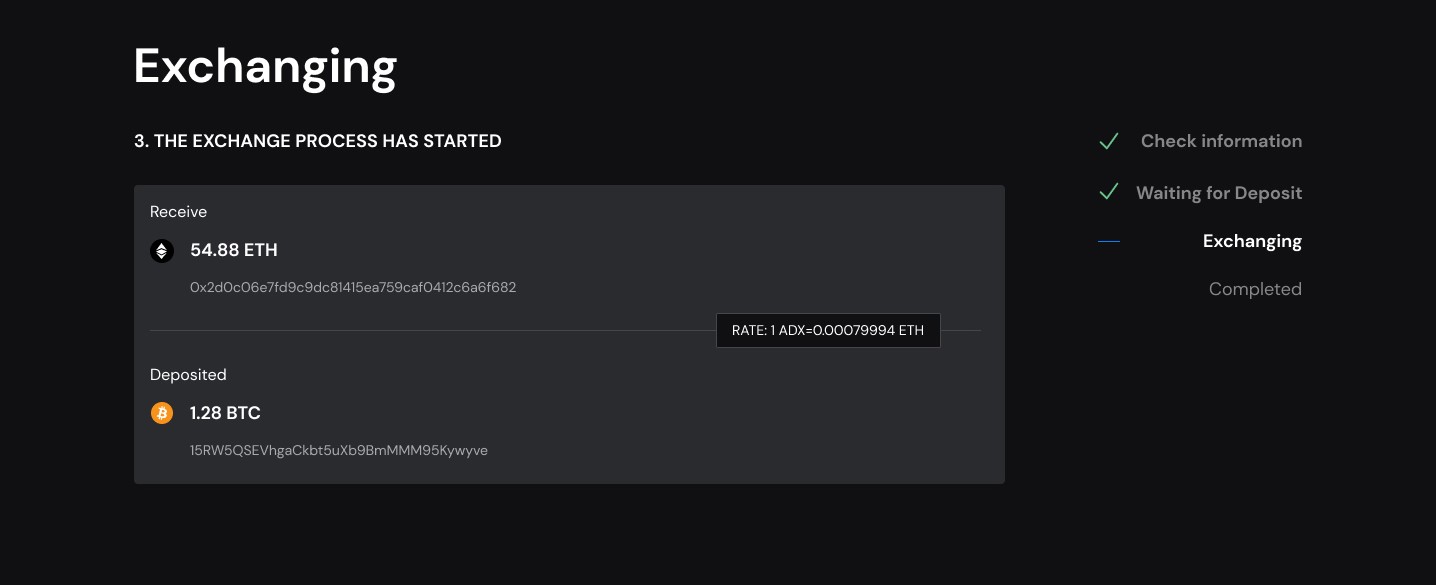 Exchanging
3. THE EXCHANGE PROCESS HAS STARTED
Receive
54.88 ETH
0x2d0c06e7fd9c9dc81415ea759caf0412c6a6f682
RATE: 1 ADX=0.00079994 ETH
Deposited
1.28 BTC
15RW5QSEVhgaCkbt5uXb9BmMMM95Kywyve
Check information
Waiting for Deposit
Exchanging
Completed